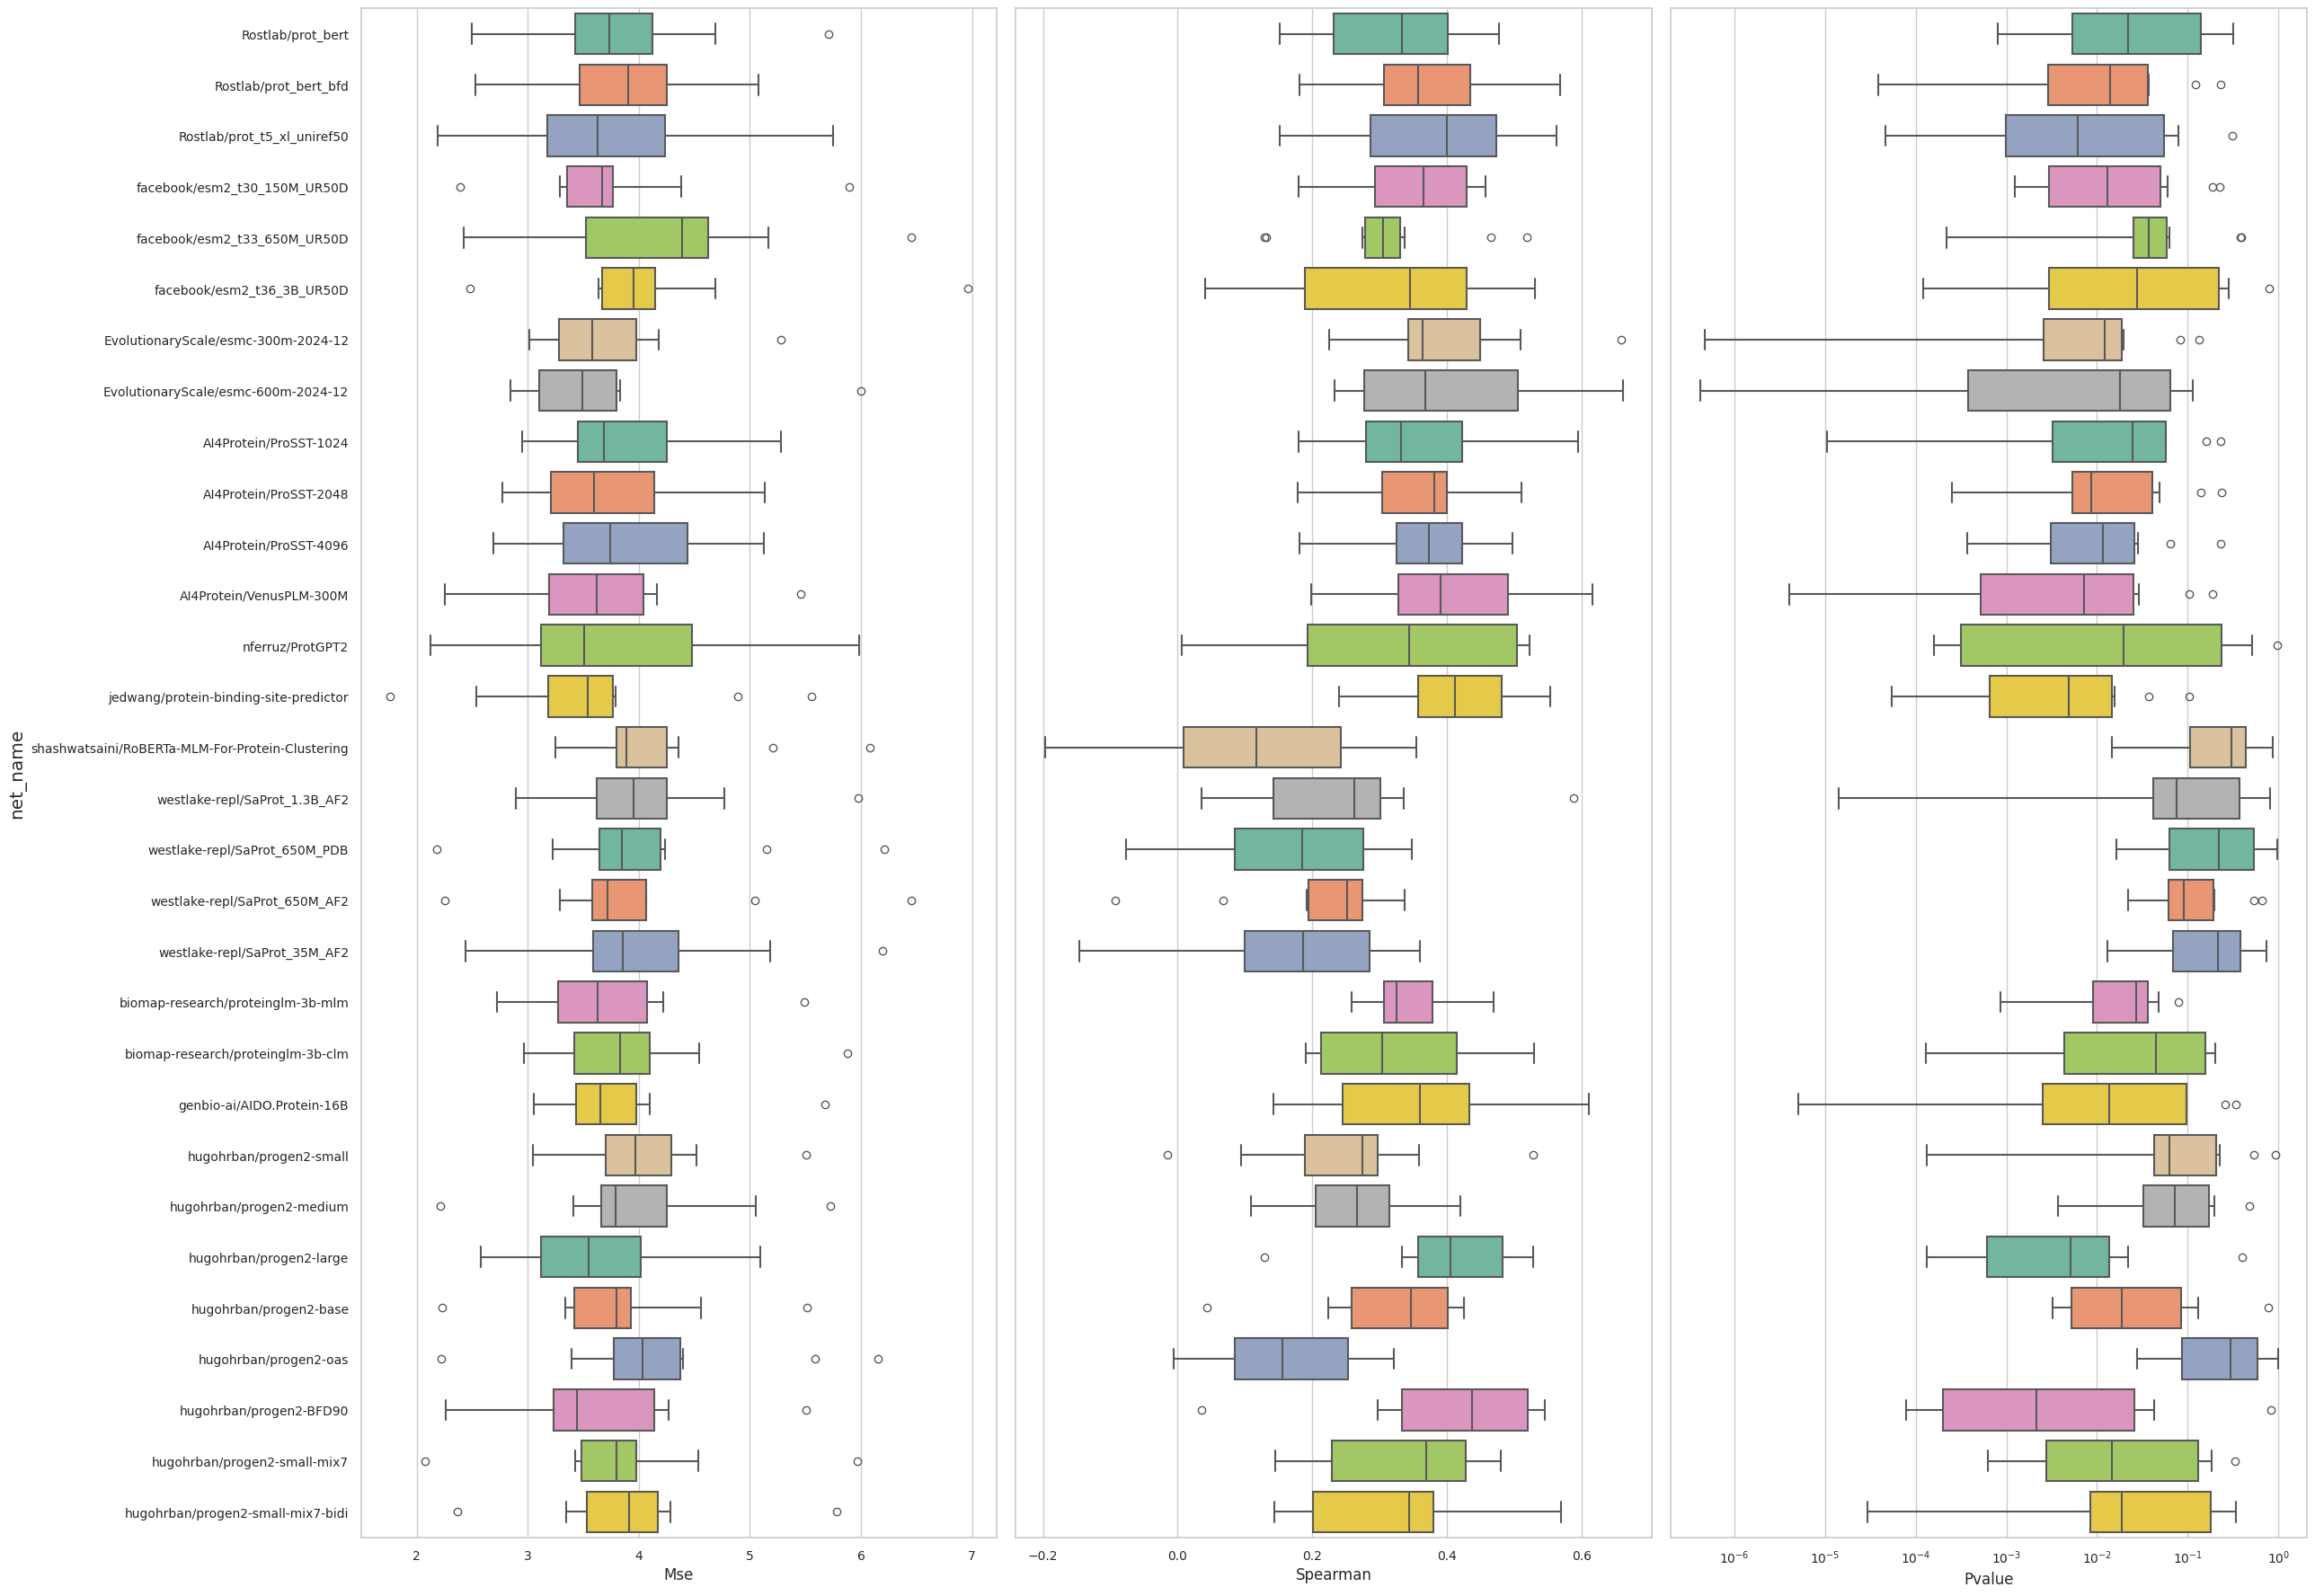 Rostlab/prot_bert
Rostlab/prot_bert_bfd
Rostlab/prot_t5_xl_uniref50
facebook/esm2_t30_150M_UR50D
facebook/esm2_t33_650M_UR50D
facebook/esm2_t36_3B_UR50D
EvolutionaryScale/esmc-300m-2024-12
EvolutionaryScale/esmc-600m-2024-12
AI4Protein/ProSST-1024
AI4Protein/ProSST-2048
AI4Protein/ProSST-4096
AI4Protein/VenusPLM-300M
nferruz/ProtGPT2
jedwang/protein-binding-site-predictor
shashwatsaini/RoBERTa-MLM-For-Protein-Clustering
westlake-repl/SaProt_1.3B_AF2
westlake-repl/SaProt_650M_PDB
westlake-repl/SaProt_650M_AF2
westlake-repl/SaProt_35M_AF2
biomap-research/proteinglm-3b-mlm
biomap-research/proteinglm-3b-clm
genbio-ai/AIDO.Protein-16B
hugohrban/progen2-small
hugohrban/progen2-medium
hugohrban/progen2-large
hugohrban/progen2-base
hugohrban/progen2-oas
hugohrban/progen2-BFD90
hugohrban/progen2-small-mix7
hugohrban/progen2-small-mix7-bidi
net_name
2 3 4 5 6 7
Mse
−0.2 0.0 0.2 0.4 0.6
Spearman
10⁻⁶ 10⁻⁵ 10⁻⁴ 10⁻³ 10⁻² 10⁻¹ 10⁰
Pvalue